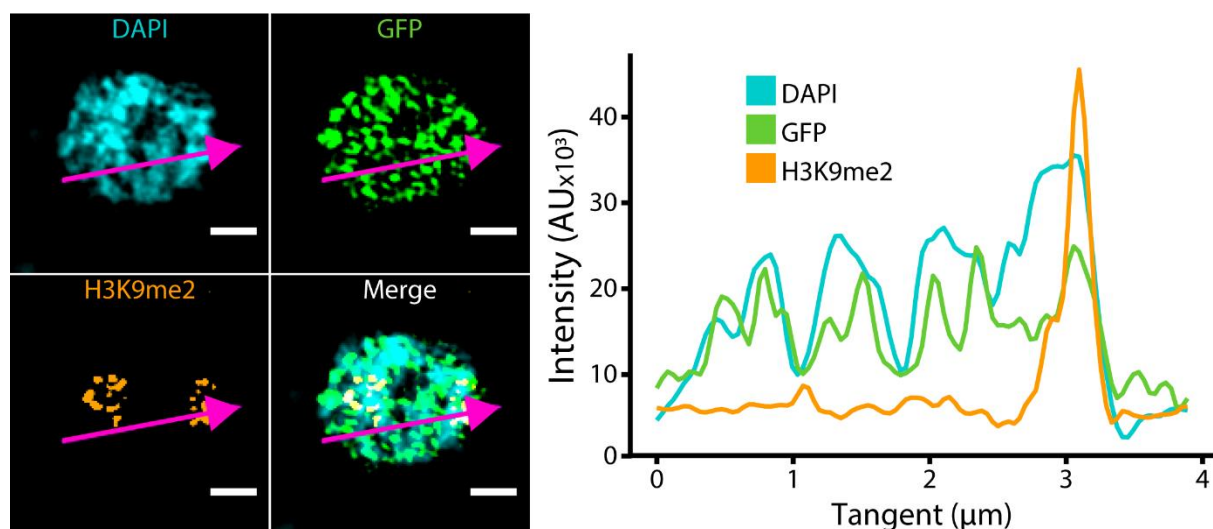 DAPI
GFP
H3K9me2
Merge
Intensity (AUx10³)
40
30
20
10
0
DAPI
GFP
H3K9me2
0 1 2 3 4
Tangent (µm)